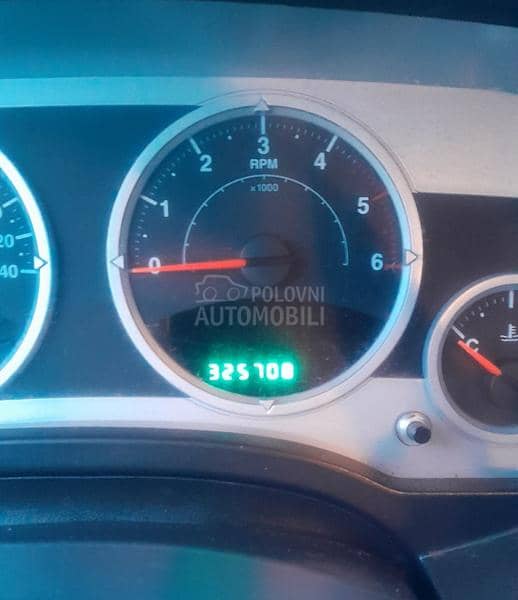 3
2 4
RPM
x1000
1 5
20
40 0 6
POLOVNI
AUTOMOBILI
C
325708